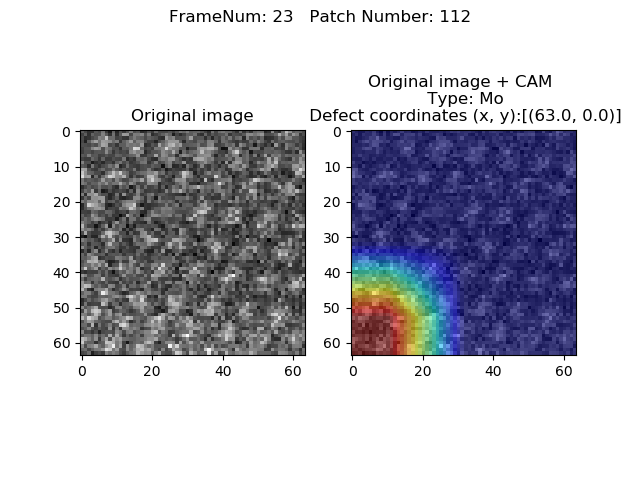 FrameNum: 23   Patch Number: 112
Original image
Original image + CAM
Type: Mo
Defect coordinates (x, y):[(63.0, 0.0)]
0
10
20
30
40
50
60
0 20 40 60
0
10
20
30
40
50
60
0 20 40 60